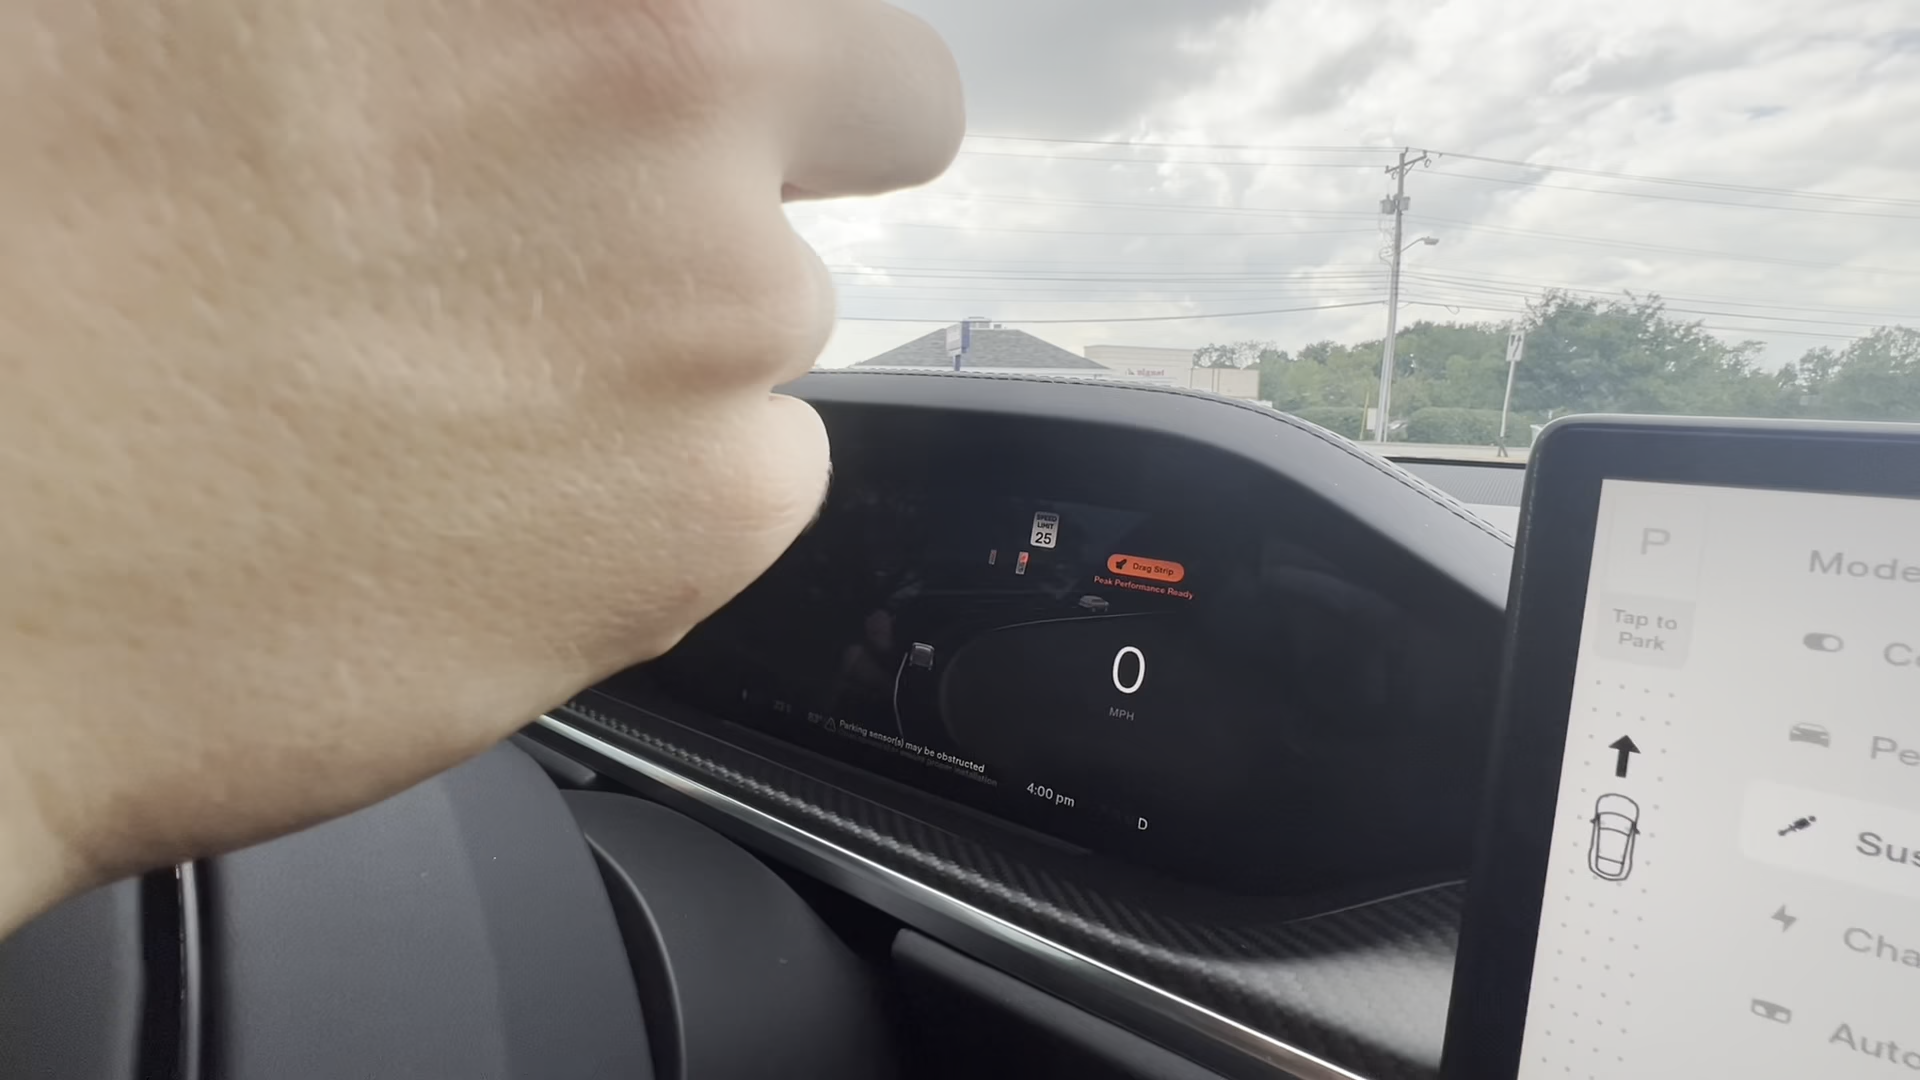 SPEED
LIMIT
25
Drag Strip
Peak Performance Ready
0
MPH
Parking sensor(s) may be obstructed
4:00 pm
D
P
Tap to
Park
Mode
Sus
Cha
Auto
Pe
signet